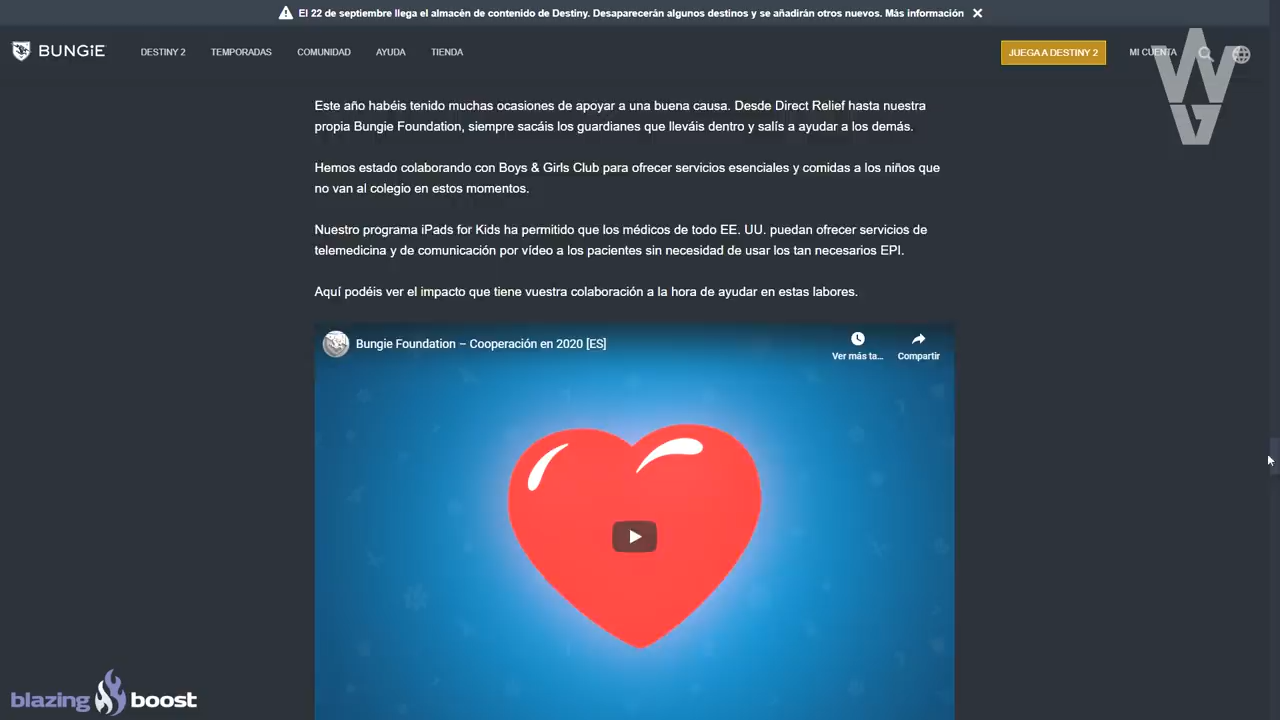 El 22 de septiembre llega el almacén de contenido de Destiny. Desaparecerán algunos destinos y se añadirán otros nuevos. Más información
BUNGiE
DESTINY 2
TEMPORADAS
COMUNIDAD
AYUDA
TIENDA
JUEGA A DESTINY 2
MI CUENTA
WG
Este año habéis tenido muchas ocasiones de apoyar a una buena causa. Desde Direct Relief hasta nuestra
propia Bungie Foundation, siempre sacáis los guardianes que lleváis dentro y salís a ayudar a los demás.
Hemos estado colaborando con Boys & Girls Club para ofrecer servicios esenciales y comidas a los niños que
no van al colegio en estos momentos.
Nuestro programa iPads for Kids ha permitido que los médicos de todo EE. UU. puedan ofrecer servicios de
telemedicina y de comunicación por vídeo a los pacientes sin necesidad de usar los tan necesarios EPI.
Aquí podéis ver el impacto que tiene vuestra colaboración a la hora de ayudar en estas labores.
Bungie Foundation – Cooperación en 2020 [ES]
Ver más ta...
Compartir
blazing boost